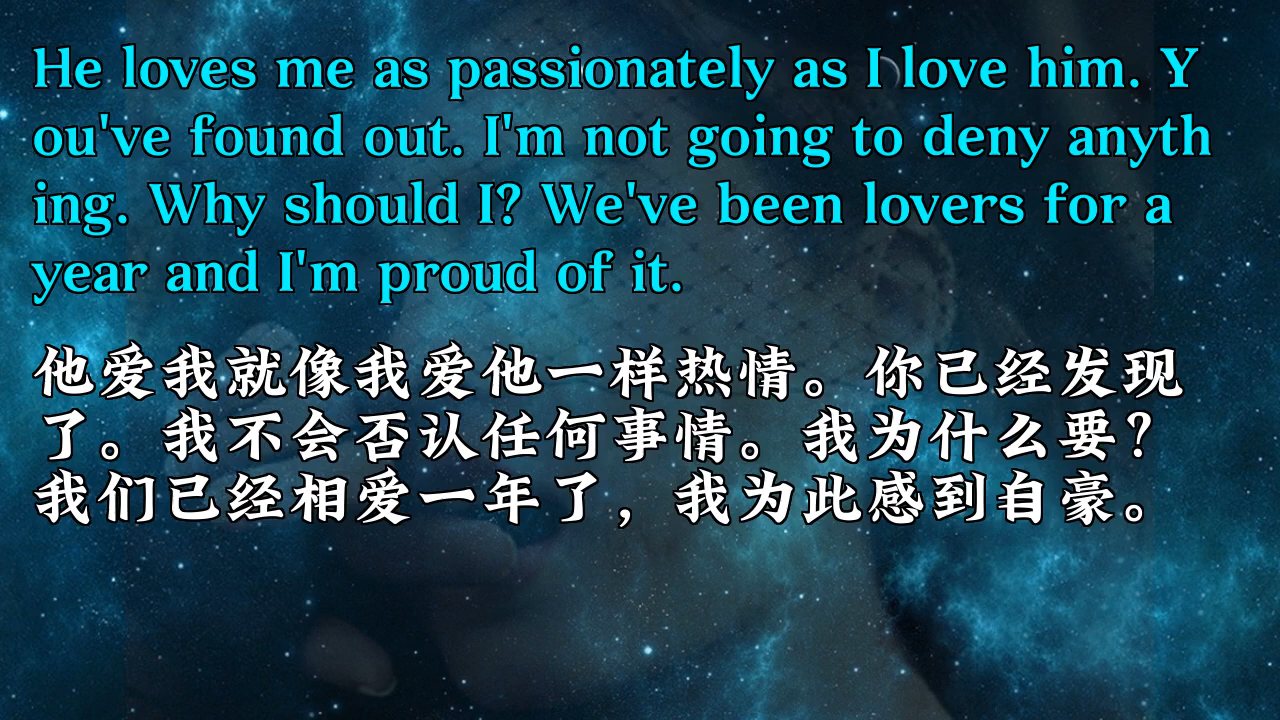 He loves me as passionately as I love him. Y
ou've found out. I'm not going to deny anyth
ing. Why should I? We've been lovers for a
year and I'm proud of it.
他爱我就像我爱他一样热情。你已经发现
了。我不会否认任何事情。我为什么要?
我们已经相爱一年了，我为此感到自豪。